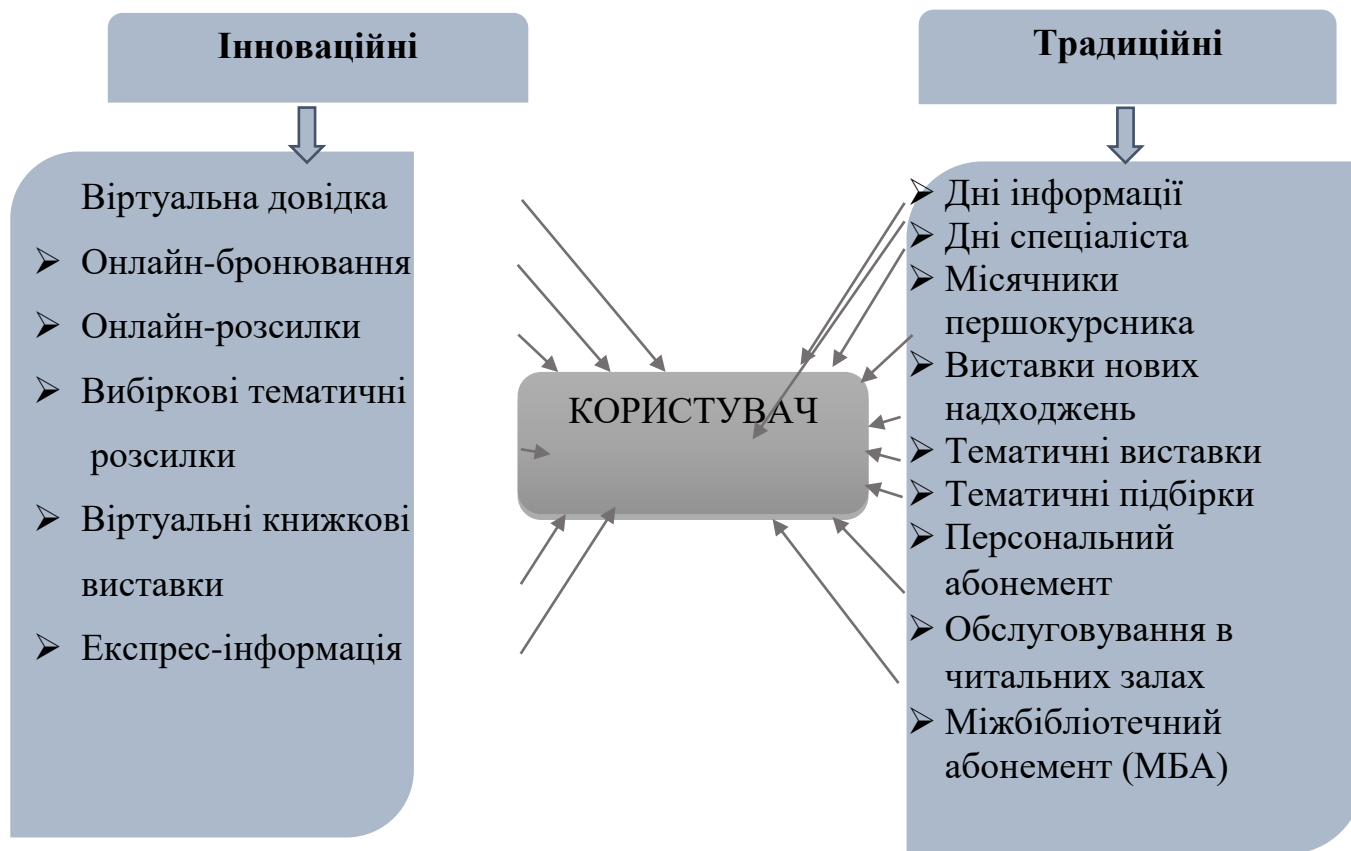 Інноваційні
Віртуальна довідка
➢ Онлайн-бронювання
➢ Онлайн-розсилки
➢ Вибіркові тематичні
розсилки
➢ Віртуальні книжкові
виставки
➢ Експрес-інформація
КОРИСТУВАЧ
Традиційні
➢ Дні інформації
➢ Дні спеціаліста
➢ Місячники
першокурсника
➢ Виставки нових
надходжень
➢ Тематичні виставки
➢ Тематичні підбірки
➢ Персональний
абонемент
➢ Обслуговування в
читальних залах
➢ Міжбібліотечний
абонемент (МБА)